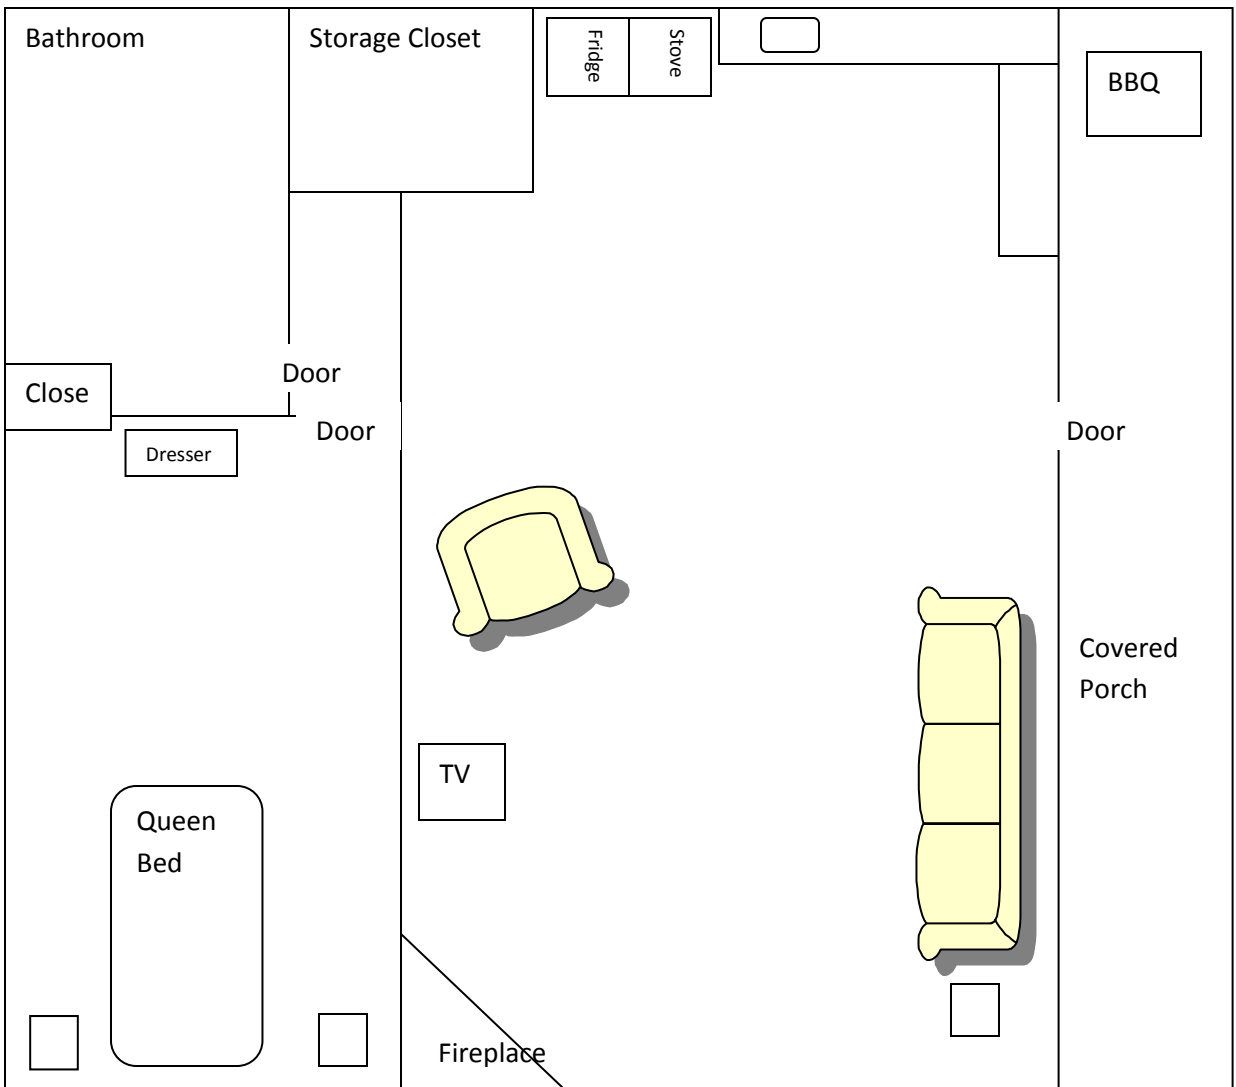 Bathroom
Storage Closet
Fridge
Stove
BBQ
Door
Close
Door
Door
Dresser
Covered
Porch
TV
Queen
Bed
Fireplace